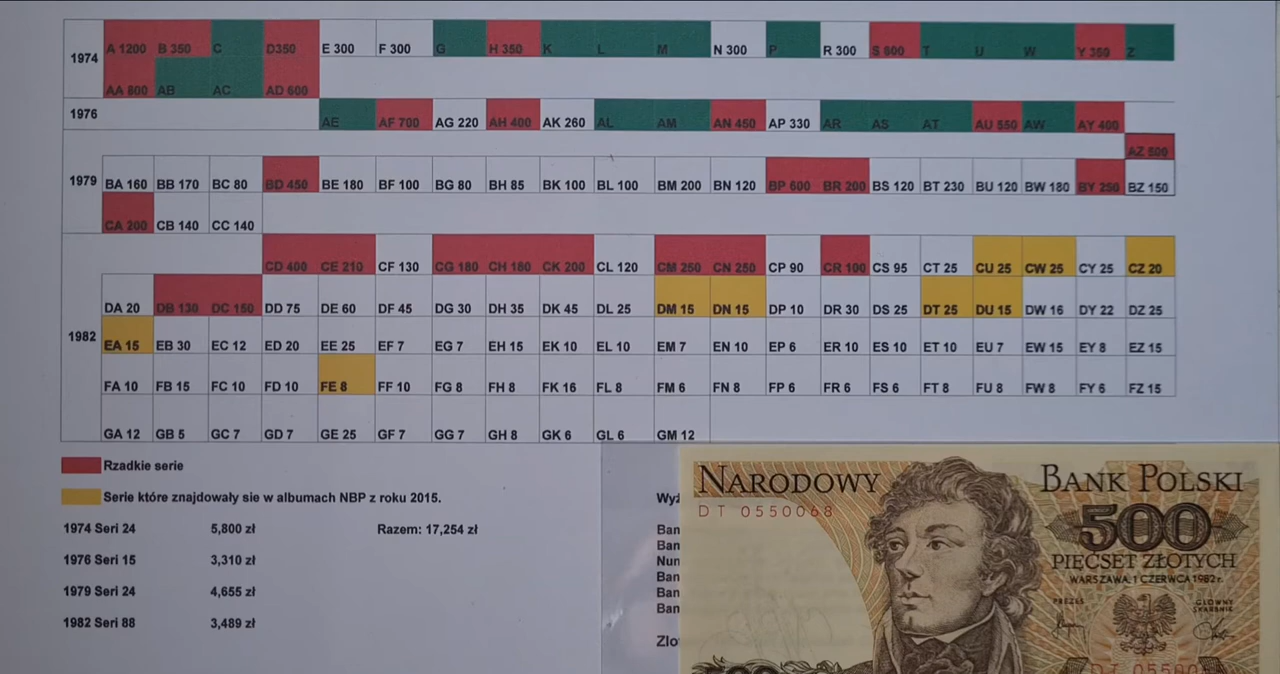 1974
A 1200 B 350 C D350 E 300 F 300 G H 350 K L M N 300 P R 300 S 800 T U W Y 350 Z
AA 800 AB AC AD 600
1976
AE AF 700 AG 220 AH 400 AK 260 AL AM AN 450 AP 330 AR AS AT AU 550 AW AY 400
AZ 500
1979
BA 160 BB 170 BC 80 BD 450 BE 180 BF 100 BG 80 BH 85 BK 100 BL 100 BM 200 BN 120 BP 600 BR 200 BS 120 BT 230 BU 120 BW 180 BY 250 BZ 150
CA 200 CB 140 CC 140
CD 400 CE 210 CF 130 CG 180 CH 180 CK 200 CL 120 CM 250 CN 250 CP 90 CR 100 CS 95 CT 25 CU 25 CW 25 CY 25 CZ 20
DA 20 DB 130 DC 150 DD 75 DE 60 DF 45 DG 30 DH 35 DK 45 DL 25 DM 15 DN 15 DP 10 DR 30 DS 25 DT 25 DU 15 DW 16 DY 22 DZ 25
1982
EA 15 EB 30 EC 12 ED 20 EE 25 EF 7 EG 7 EH 15 EK 10 EL 10 EM 7 EN 10 EP 6 ER 10 ES 10 ET 10 EU 7 EW 15 EY 8 EZ 15
FA 10 FB 15 FC 10 FD 10 FE 8 FF 10 FG 8 FH 8 FK 16 FL 8 FM 6 FN 8 FP 6 FR 6 FS 6 FT 8 FU 8 FW 8 FY 6 FZ 15
GA 12 GB 5 GC 7 GD 7 GE 25 GF 7 GG 7 GH 8 GK 6 GL 6 GM 12
Rzadkie serie
Serie które znajdowały sie w albumach NBP z roku 2015.
1974 Seri 24 5,800 zł Razem: 17,254 zł
1976 Seri 15 3,310 zł
1979 Seri 24 4,655 zł
1982 Seri 88 3,489 zł
Ban
Ban
Nun
Ban
Ban
Ban
NARODOWY BANK POLSKI
DT 0550068
500
PIĘĆSET ZŁOTYCH
WARSZAWA, 1 CZERWCA 1982 r.
PREZES GŁÓWNY
SKARBNIK